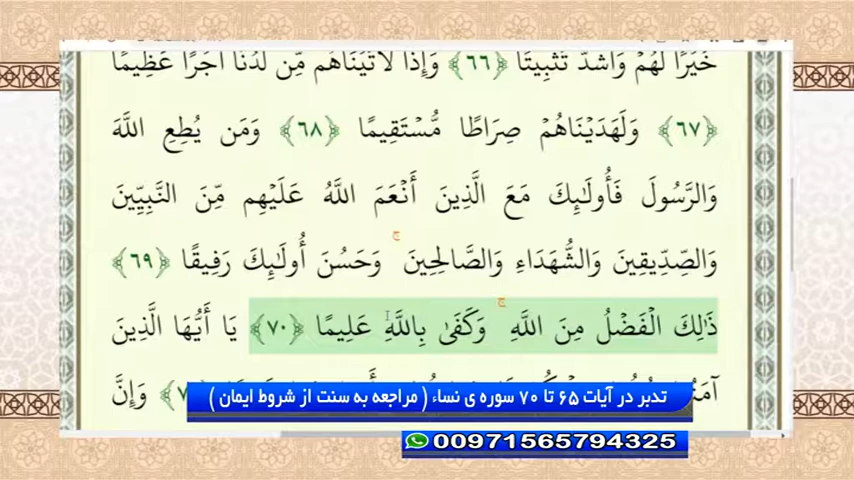 خَيْرًا لَهُمْ وَأَشَدَّ تَثْبِيتًا ﴿٦٦﴾ وَإِذًا لَآتَيْنَاهُم مِّن لَّدُنَّا أَجْرًا عَظِيمًا
﴿٦٧﴾ وَلَهَدَيْنَاهُمْ صِرَاطًا مُّسْتَقِيمًا ﴿٦٨﴾ وَمَن يُطِعِ اللَّهَ
وَالرَّسُولَ فَأُولَـٰئِكَ مَعَ الَّذِينَ أَنْعَمَ اللَّهُ عَلَيْهِم مِّنَ النَّبِيِّينَ
وَالصِّدِّيقِينَ وَالشُّهَدَاءِ وَالصَّالِحِينَ ۚ وَحَسُنَ أُولَـٰئِكَ رَفِيقًا ﴿٦٩﴾
ذَٰلِكَ الْفَضْلُ مِنَ اللَّهِ ۚ وَكَفَىٰ بِاللَّهِ عَلِيمًا ﴿٧٠﴾ يَا أَيُّهَا الَّذِينَ
وَإِنَّ
تدبر در آیات ۶۵ تا ۷۰ سوره ی نساء ( مراجعه به سنت از شروط ایمان )
00971565794325